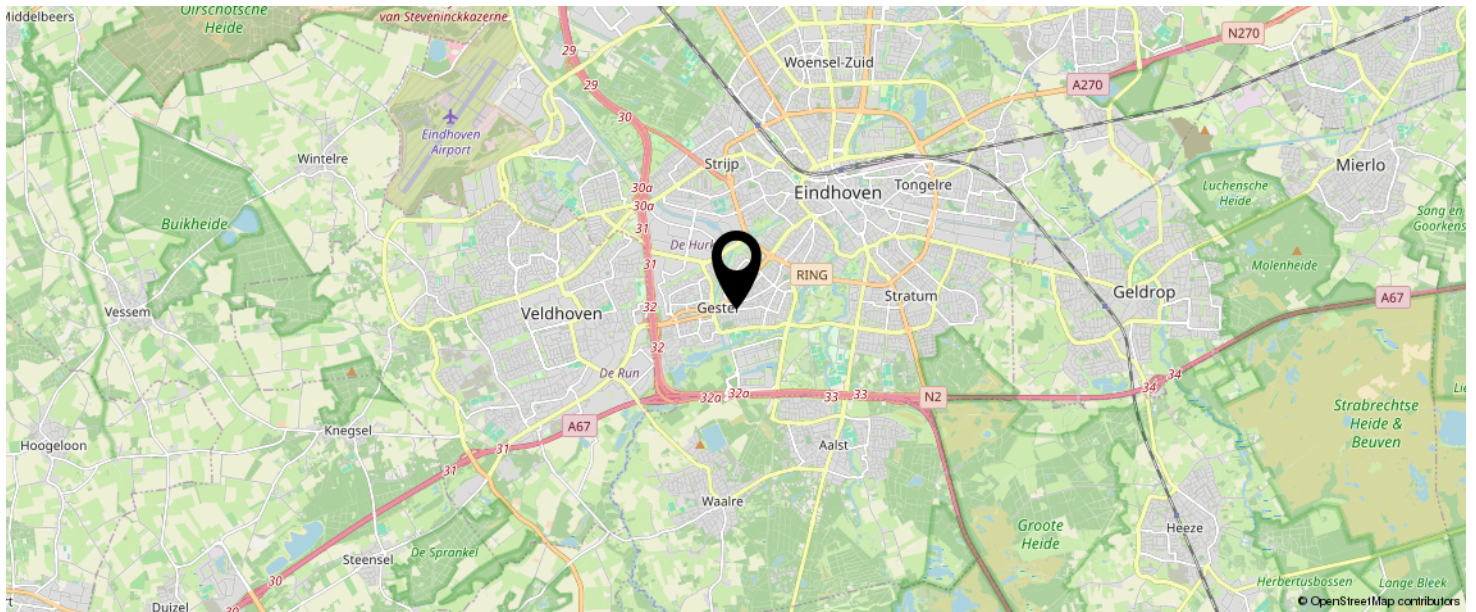 Middelbeers
Oirschotsche
Heide
van Steveninckkazerne
29
29
30
N270
A270
Woensel-Zuid
Eindhoven
Airport
Wintelre
Strijp
Eindhoven
Tongelre
Mierlo
Luchense
Heide
30a
30a
31
31
Buikheide
De Hurk
Sang en
Goorkens
Molenheide
RING
Vessem
Veldhoven
32
Gestel
Stratum
Geldrop
A67
32
De Run
32a
32a
33
33
N2
34
34
Strabrechtse
Heide &
Beuven
Hoogeloon
Knegsel
A67
31
31
Aalst
Waalre
Steensel
De Sprankel
Groote
Heide
Heeze
30
30
Duizel
Herbertusbossen
Lange Bleek
© OpenStreetMap contributors